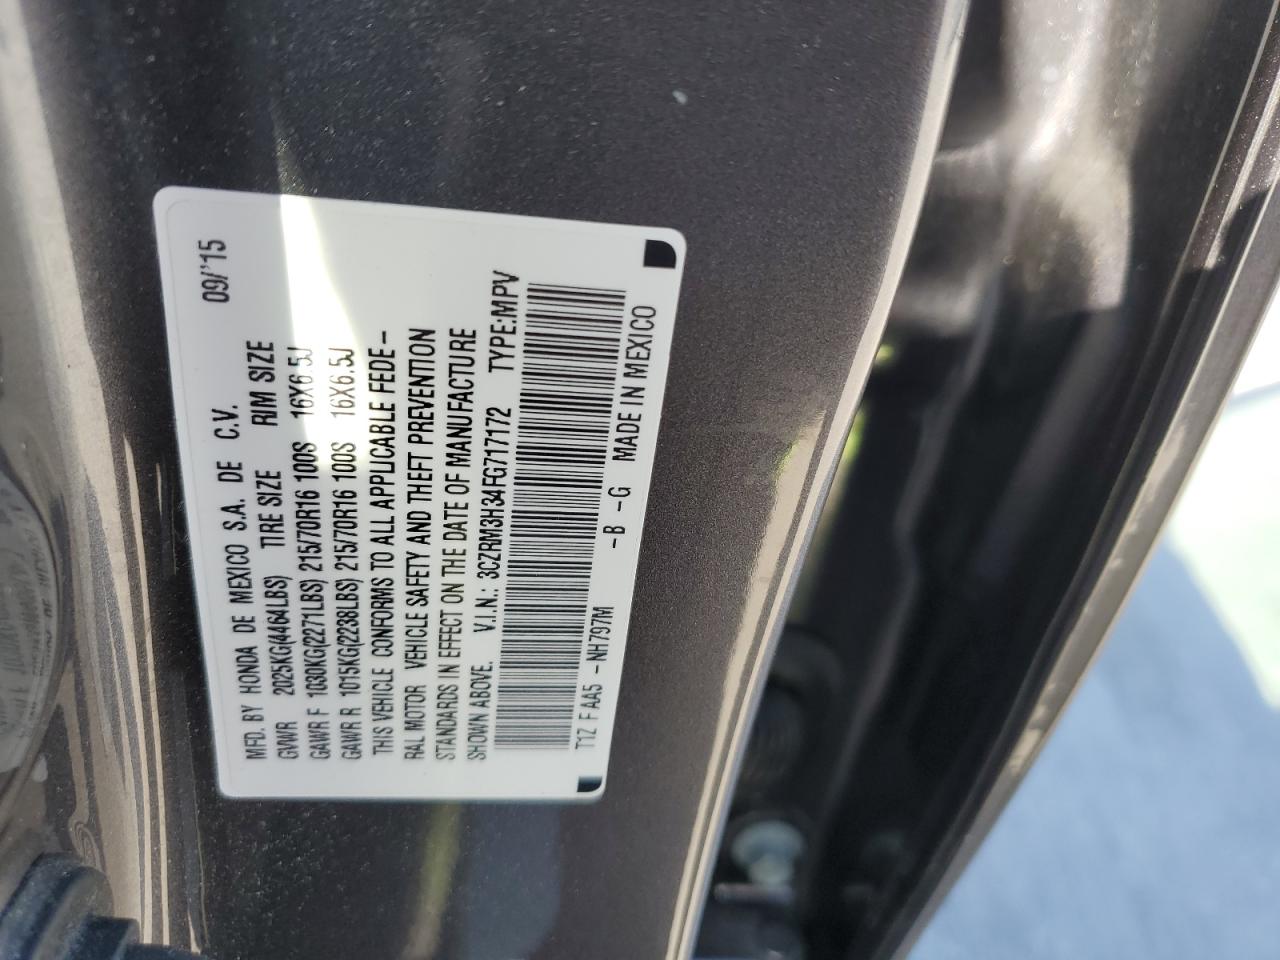 09/'15
MFD. BY HONDA DE MEXICO S.A. DE C.V.
GVWR 2025KG(4464LBS) TIRE SIZE RIM SIZE
GAWR F 1030KG(2271LBS) 215/70R16 100S 16X6.5J
GAWR R 1015KG(2238LBS) 215/70R16 100S 16X6.5J
THIS VEHICLE CONFORMS TO ALL APPLICABLE FEDE-
RAL MOTOR VEHICLE SAFETY AND THEFT PREVENTION
STANDARDS IN EFFECT ON THE DATE OF MANUFACTURE
SHOWN ABOVE. V.I.N.: 3CZRM3H34FG717172 TYPE:MPV
T1Z F AA5 -NH797M -B -G MADE IN MEXICO